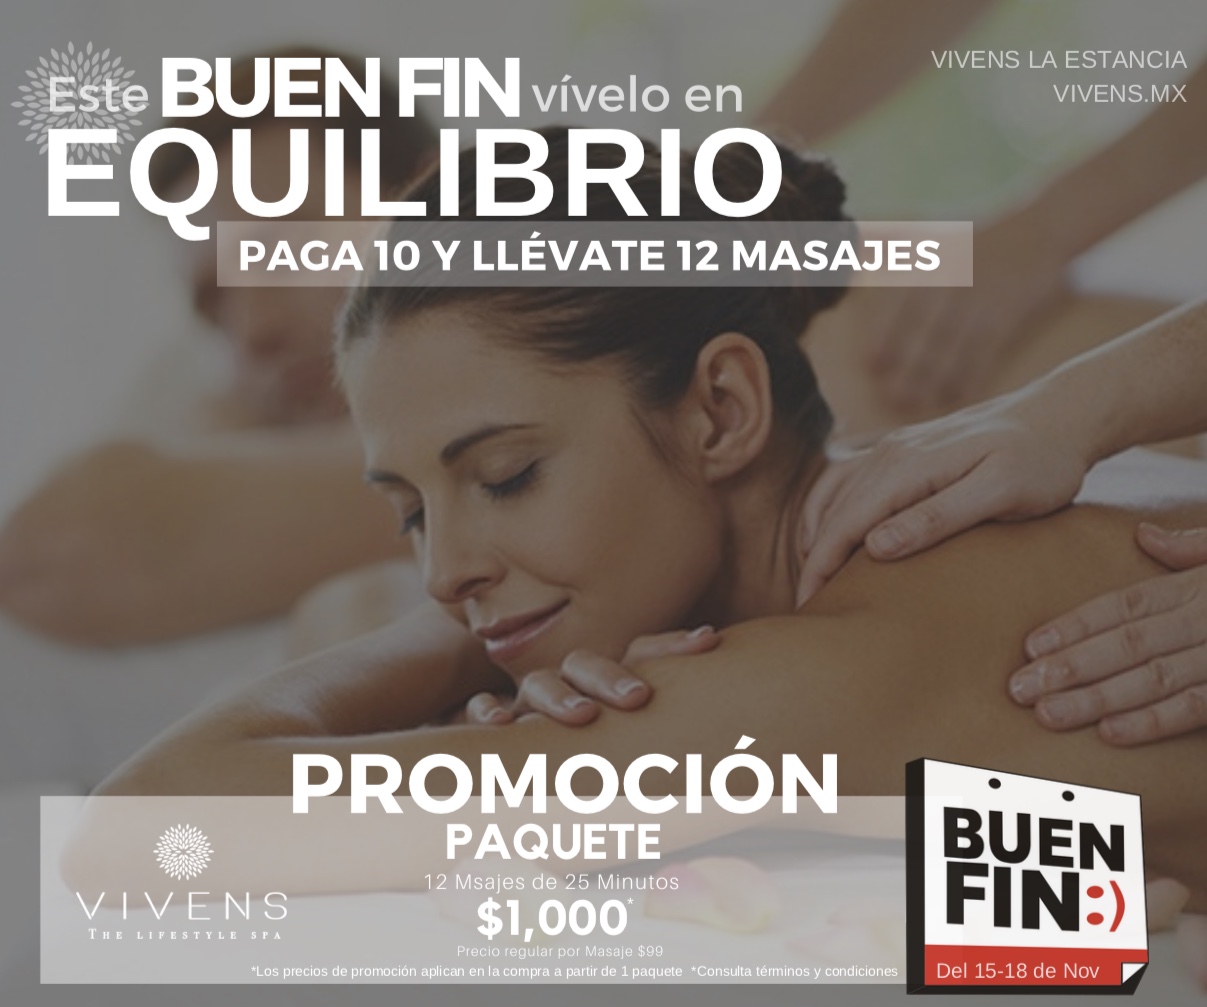 Este BUEN FIN vívelo en
EQUILIBRIO
PAGA 10 Y LLÉVATE 12 MASAJES
VIVENS LA ESTANCIA
VIVENS.MX
PROMOCIÓN
PAQUETE
12 Msajes de 25 Minutos
$1,000*
Precio regular por Masaje $99
*Los precios de promoción aplican en la compra a partir de 1 paquete *Consulta términos y condiciones
VIVENS
THE LIFESTYLE SPA
BUEN
FIN:)
Del 15-18 de Nov